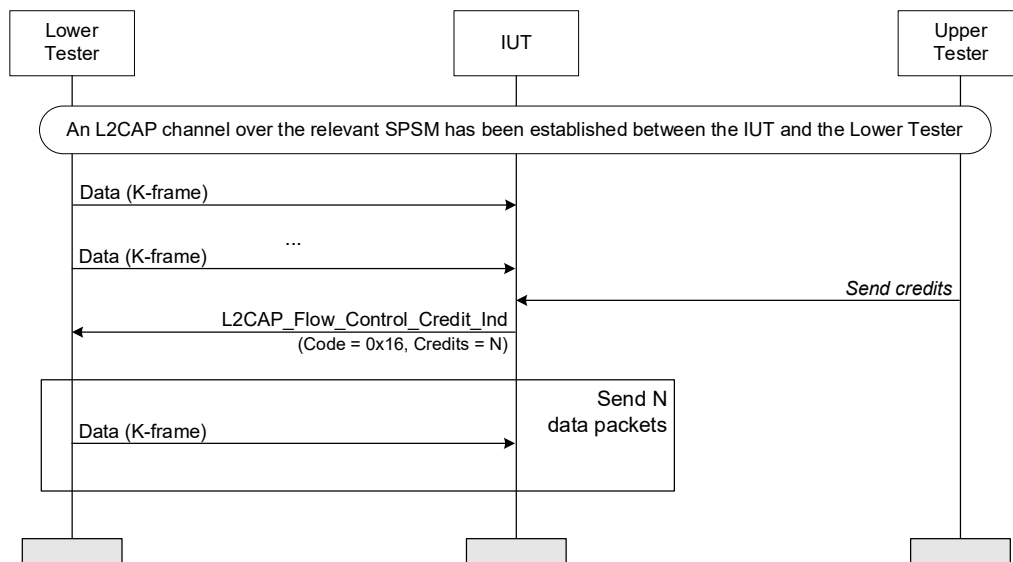 Lower
Tester
IUT
Upper
Tester
An L2CAP channel over the relevant SPSM has been established between the IUT and the Lower Tester
Data (K-frame)
...
Data (K-frame)
Send credits
L2CAP_Flow_Control_Credit_Ind
(Code = 0x16, Credits = N)
Send N
data packets
Data (K-frame)